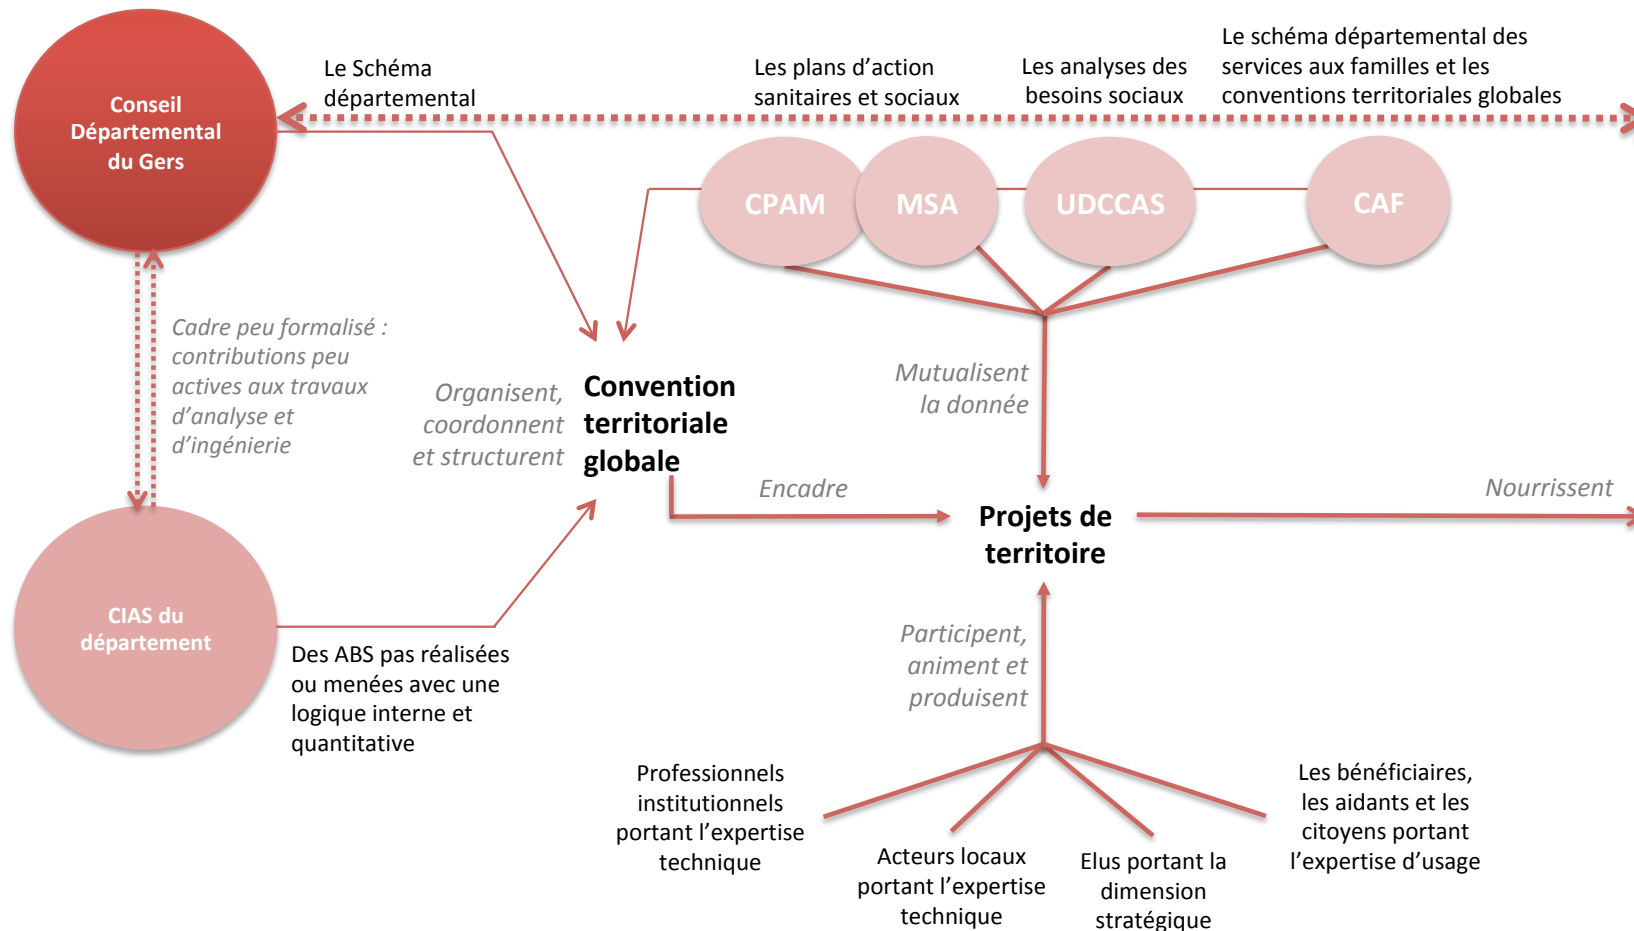 Conseil
Départemental
du Gers
Le Schéma
départemental
Les plans d’action
sanitaires et sociaux
Les analyses des
besoins sociaux
Le schéma départemental des
services aux familles et les
conventions territoriales globales
CPAM
MSA
UDCCAS
CAF
Cadre peu formalisé :
contributions peu
actives aux travaux
d’analyse et
d’ingénierie
Organisent,
coordonnent
et structurent
Convention
territoriale
globale
Mutualisent
la donnée
Encadre
Projets de
territoire
Nourrissent
CIAS du
département
Des ABS pas réalisées
ou menées avec une
logique interne et
quantitative
Participent,
animent et
produisent
Professionnels
institutionnels
portant l’expertise
technique
Acteurs locaux
portant l’expertise
technique
Elus portant la
dimension
stratégique
Les bénéficiaires,
les aidants et les
citoyens portant
l’expertise d’usage